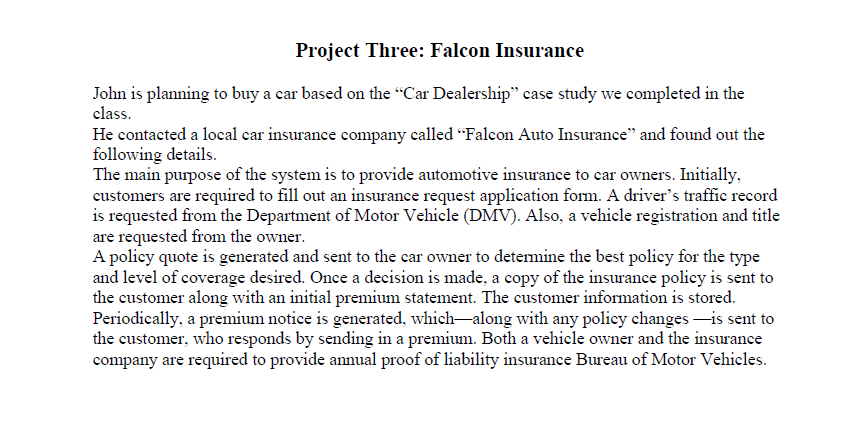 Project Three: Falcon Insurance
John is planning to buy a car based on the “Car Dealership” case study we completed in the
class.
He contacted a local car insurance company called “Falcon Auto Insurance” and found out the
following details.
The main purpose of the system is to provide automotive insurance to car owners. Initially,
customers are required to fill out an insurance request application form. A driver’s traffic record
is requested from the Department of Motor Vehicle (DMV). Also, a vehicle registration and title
are requested from the owner.
A policy quote is generated and sent to the car owner to determine the best policy for the type
and level of coverage desired. Once a decision is made, a copy of the insurance policy is sent to
the customer along with an initial premium statement. The customer information is stored.
Periodically, a premium notice is generated, which—along with any policy changes —is sent to
the customer, who responds by sending in a premium. Both a vehicle owner and the insurance
company are required to provide annual proof of liability insurance Bureau of Motor Vehicles.